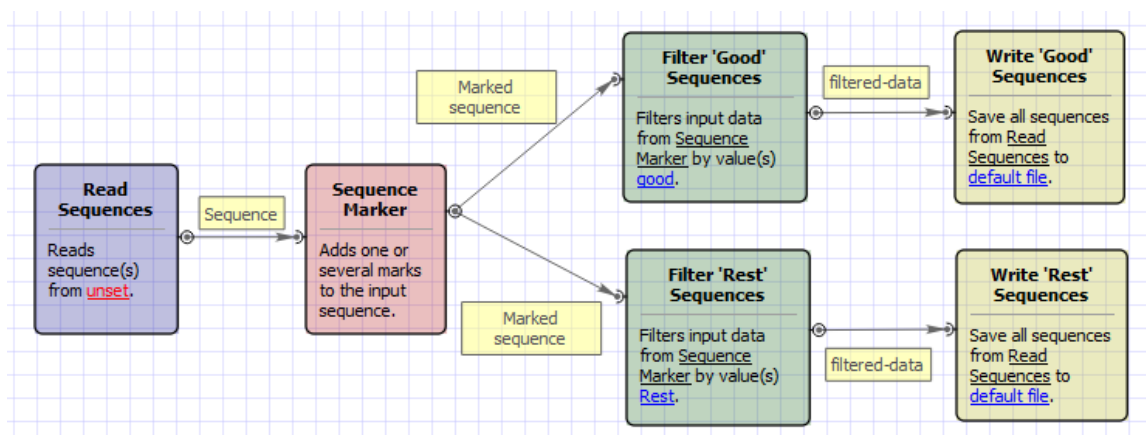 Read
Sequences
Reads
sequence(s)
from unset.
Sequence
Sequence
Marker
Adds one or
several marks
to the input
sequence.
Marked
sequence
Filter 'Good'
Sequences
Filters input data
from Sequence
Marker by value(s)
good.
filtered-data
Write 'Good'
Sequences
Save all sequences
from Read
Sequences to
default file.
Marked
sequence
Filter 'Rest'
Sequences
Filters input data
from Sequence
Marker by value(s)
Rest.
filtered-data
Write 'Rest'
Sequences
Save all sequences
from Read
Sequences to
default file.